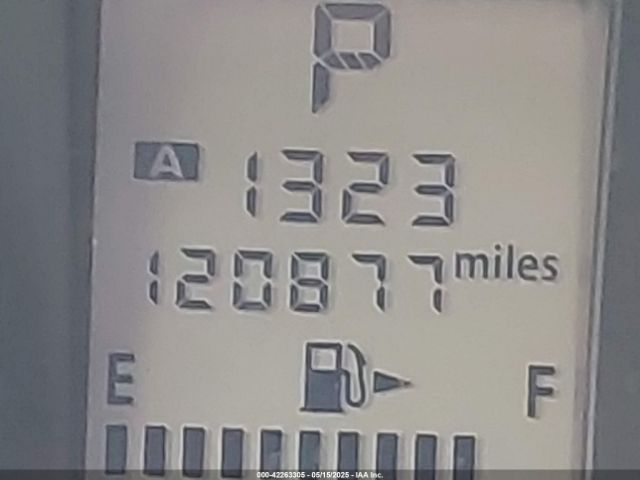 P
A 1323
120877 miles
E F
000-42263305 - 05/15/2025 - IAA Inc.